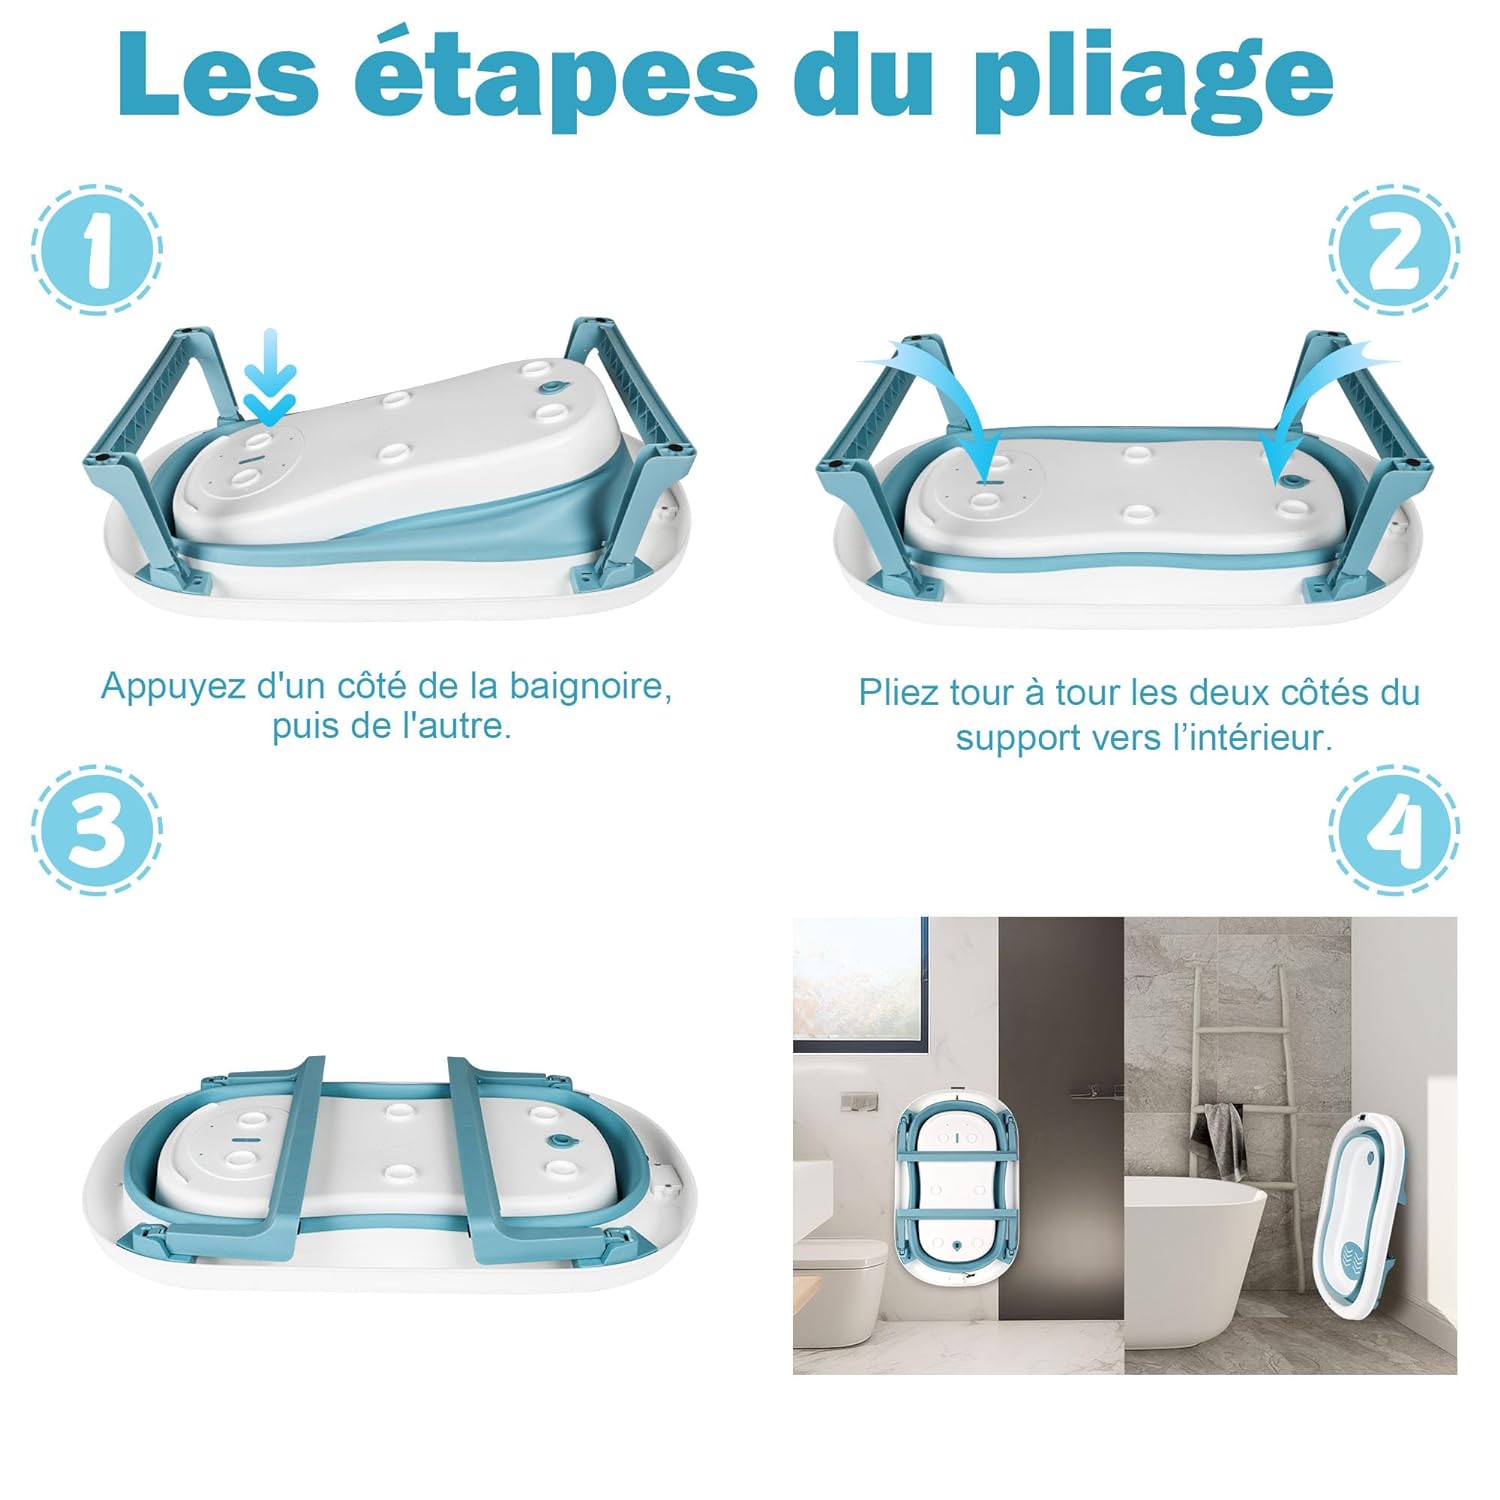 Les étapes du pliage
1
2
Appuyez d'un côté de la baignoire,
puis de l'autre.
Pliez tour à tour les deux côtés du
support vers l’intérieur.
3
4